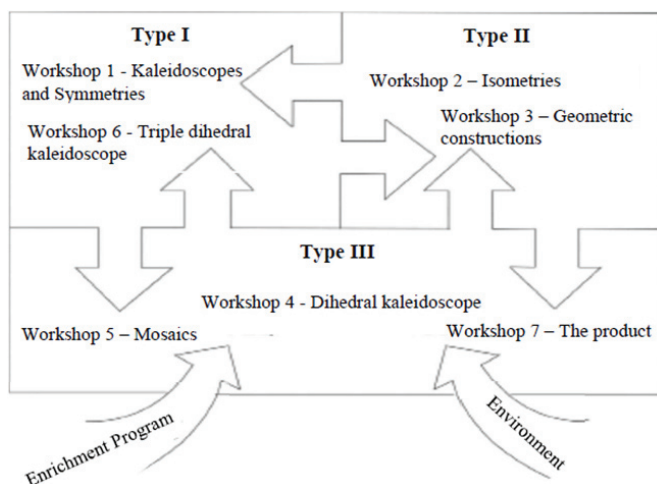 Type I
Workshop 1 - Kaleidoscopes
and Symmetries
Workshop 6 - Triple dihedral
kaleidoscope
Type II
Workshop 2 – Isometries
Workshop 3 – Geometric
constructions
Type III
Workshop 4 - Dihedral kaleidoscope
Workshop 5 – Mosaics
Workshop 7 – The product
Enrichment Program
Environment